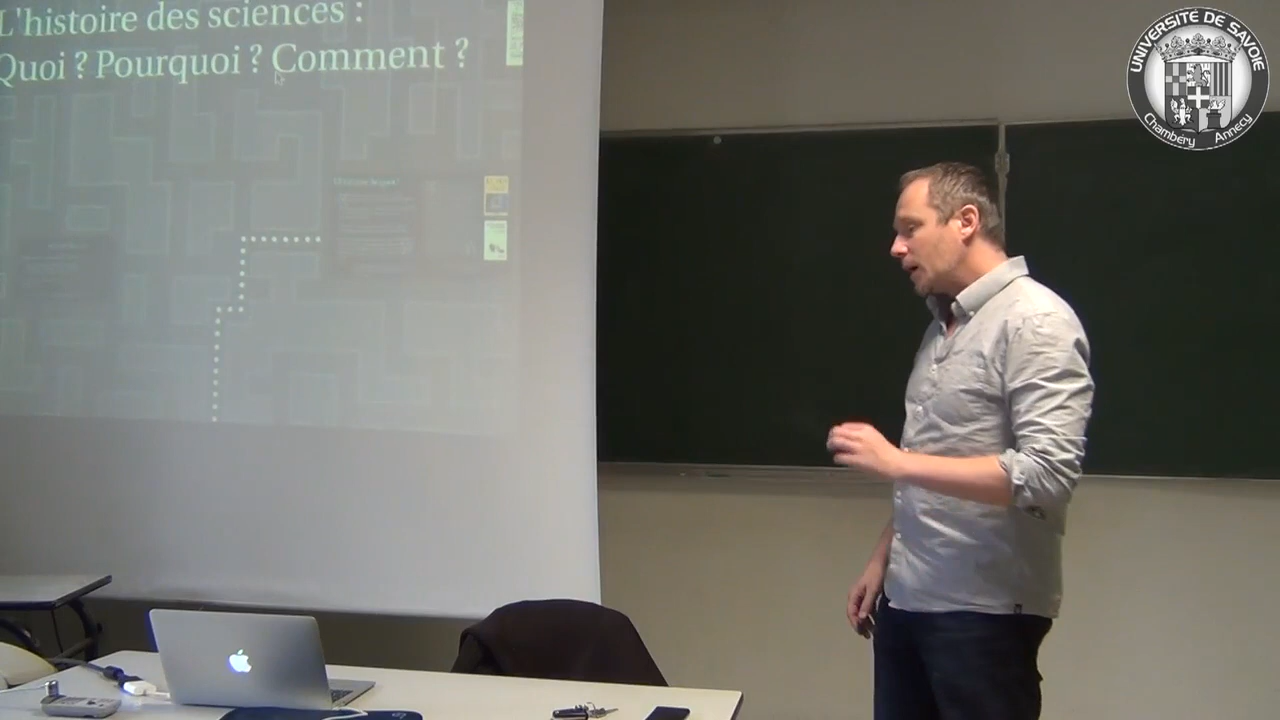 L'histoire des sciences :
Quoi ? Pourquoi ? Comment ?
UNIVERSITÉ DE SAVOIE
Chambéry Annecy